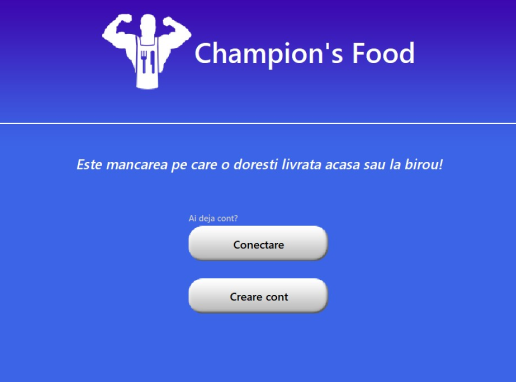 Champion's Food
Este mancarea pe care o doresti livrata acasa sau la birou!
Ai deja cont?
Conectare
Creare cont